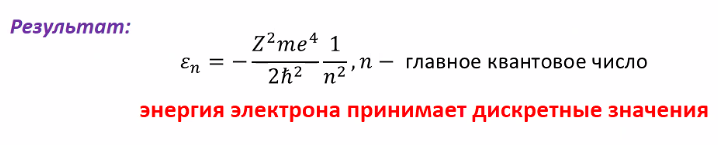 Результат:
εₙ = − Z²me⁴/2ℏ² 1/n², n − главное квантовое число
энергия электрона принимает дискретные значения